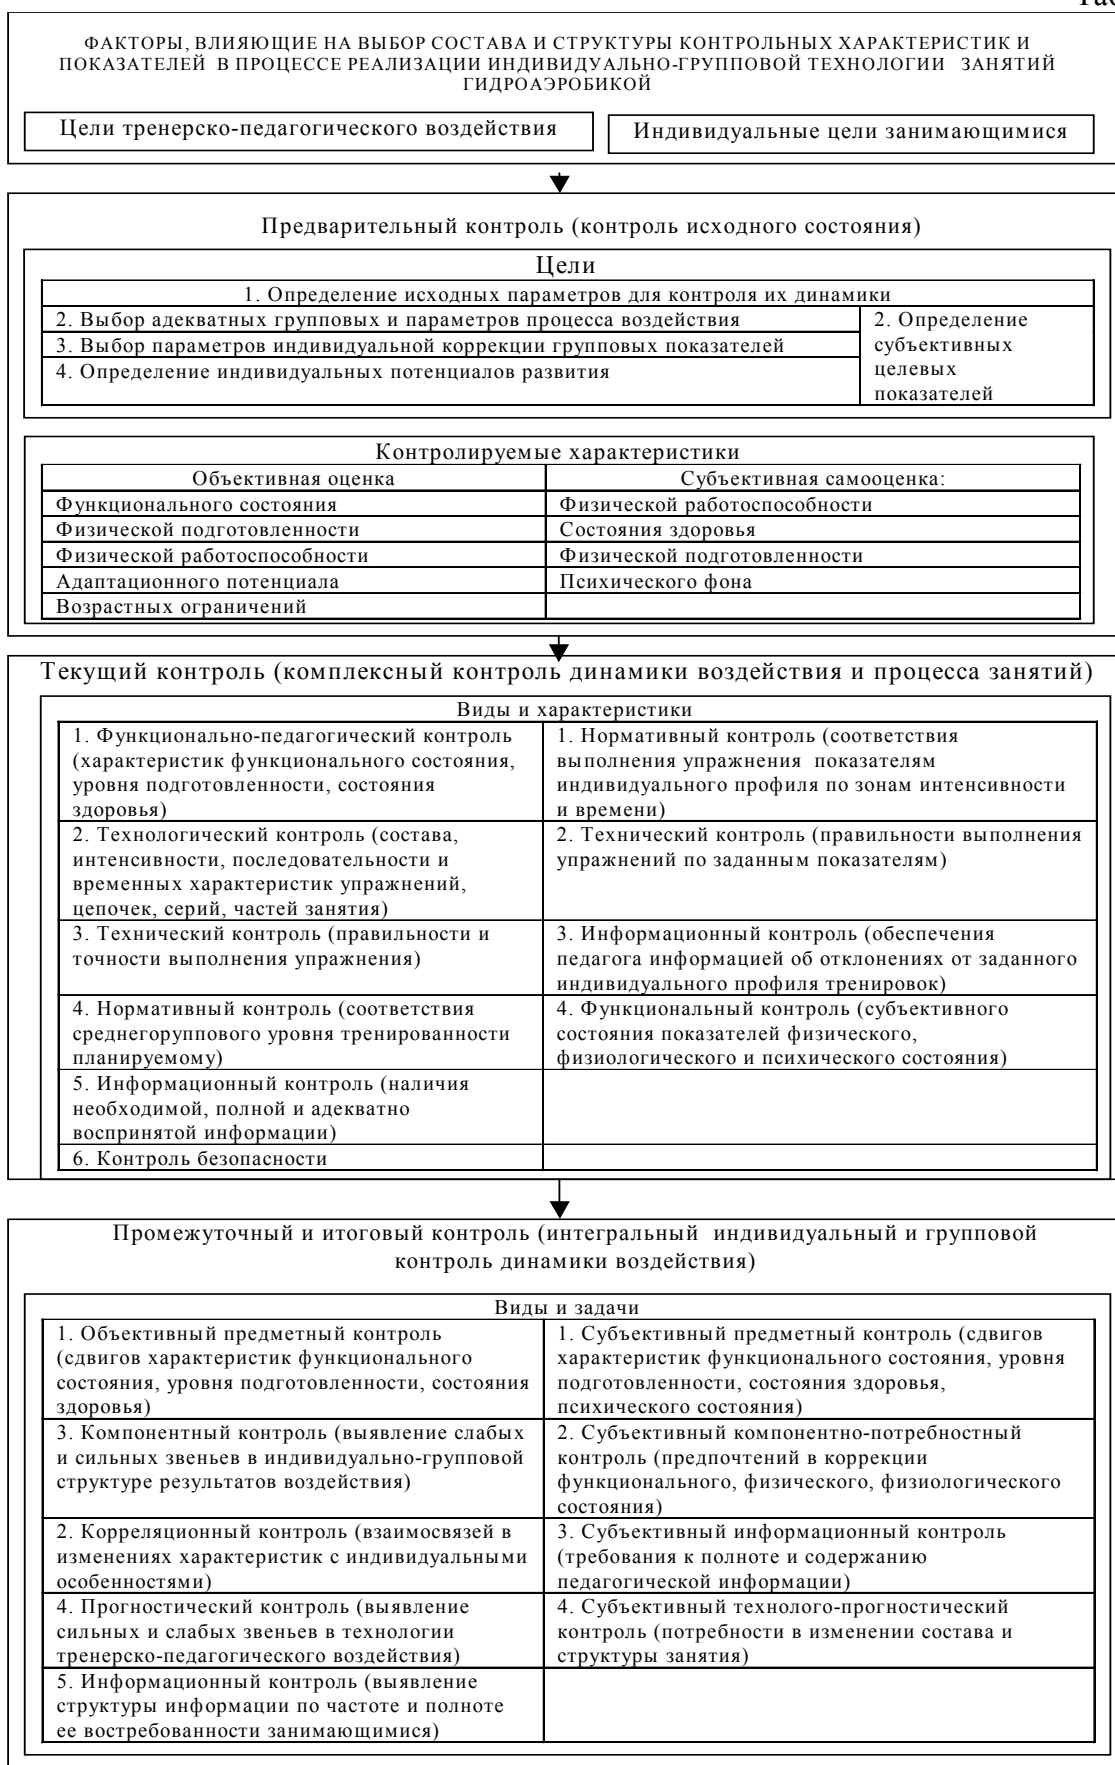 Таб
ФАКТОРЫ, ВЛИЯЮЩИЕ НА ВЫБОР СОСТАВА И СТРУКТУРЫ КОНТРОЛЬНЫХ ХАРАКТЕРИСТИК И
ПОКАЗАТЕЛЕЙ В ПРОЦЕССЕ РЕАЛИЗАЦИИ ИНДИВИДУАЛЬНО-ГРУППОВОЙ ТЕХНОЛОГИИ ЗАНЯТИЙ
ГИДРОАЭРОБИКОЙ
Цели тренерско-педагогического воздействия
Индивидуальные цели занимающимися
Предварительный контроль (контроль исходного состояния)
Цели
1. Определение исходных параметров для контроля их динамики
2. Выбор адекватных групповых и параметров процесса воздействия
3. Выбор параметров индивидуальной коррекции групповых показателей
4. Определение индивидуальных потенциалов развития
2. Определение
субъективных
целевых
показателей
Контролируемые характеристики
Объективная оценка
Субъективная самооценка:
Функционального состояния
Физической работоспособности
Физической подготовленности
Состояния здоровья
Физической работоспособности
Физической подготовленности
Адаптационного потенциала
Психического фона
Возрастных ограничений
Текущий контроль (комплексный контроль динамики воздействия и процесса занятий)
Виды и характеристики
1. Функционально-педагогический контроль
(характеристик функционального состояния,
уровня подготовленности, состояния
здоровья)
1. Нормативный контроль (соответствия
выполнения упражнения показателям
индивидуального профиля по зонам интенсивности
и времени)
2. Технологический контроль (состава,
интенсивности, последовательности и
временных характеристик упражнений,
цепочек, серий, частей занятия)
2. Технический контроль (правильности выполнения
упражнений по заданным показателям)
3. Технический контроль (правильности и
точности выполнения упражнения)
3. Информационный контроль (обеспечения
педагога информацией об отклонениях от заданного
индивидуального профиля тренировок)
4. Нормативный контроль (соответствия
среднегруппового уровня тренированности
планируемому)
4. Функциональный контроль (субъективного
состояния показателей физического,
физиологического и психического состояния)
5. Информационный контроль (наличия
необходимой, полной и адекватно
воспринятой информации)
6. Контроль безопасности
Промежуточный и итоговый контроль (интегральный индивидуальный и групповой
контроль динамики воздействия)
Виды и задачи
1. Объективный предметный контроль
(сдвигов характеристик функционального
состояния, уровня подготовленности, состояния
здоровья)
1. Субъективный предметный контроль (сдвигов
характеристик функционального состояния, уровня
подготовленности, состояния здоровья,
психического состояния)
3. Компонентный контроль (выявление слабых
и сильных звеньев в индивидуально-групповой
структуре результатов воздействия)
2. Субъективный компонентно-потребностный
контроль (предпочтений в коррекции
функционального, физического, физиологического
состояния)
2. Корреляционный контроль (взаимосвязей в
изменениях характеристик с индивидуальными
особенностями)
3. Субъективный информационный контроль
(требования к полноте и содержанию
педагогической информации)
4. Прогностический контроль (выявление
сильных и слабых звеньев в технологии
тренерско-педагогического воздействия)
4. Субъективный технолого-прогностический
контроль (потребности в изменении состава и
структуры занятия)
5. Информационный контроль (выявление
структуры информации по частоте и полноте
ее востребованности занимающимися)